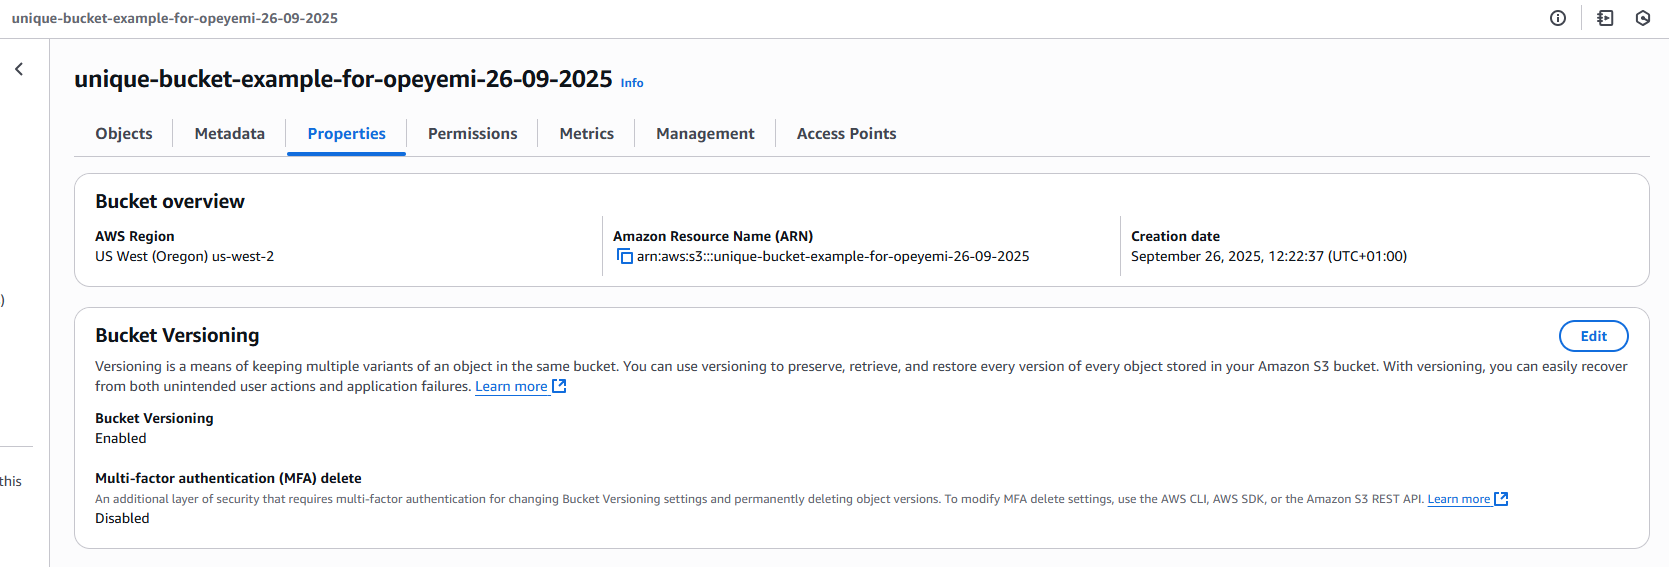 unique-bucket-example-for-opeyemi-26-09-2025
unique-bucket-example-for-opeyemi-26-09-2025 Info
Objects Metadata Properties Permissions Metrics Management Access Points
Bucket overview
AWS Region
US West (Oregon) us-west-2
Amazon Resource Name (ARN)
arn:aws:s3:::unique-bucket-example-for-opeyemi-26-09-2025
Creation date
September 26, 2025, 12:22:37 (UTC+01:00)
)
Bucket Versioning
Edit
Versioning is a means of keeping multiple variants of an object in the same bucket. You can use versioning to preserve, retrieve, and restore every version of every object stored in your Amazon S3 bucket. With versioning, you can easily recover
from both unintended user actions and application failures. Learn more
Bucket Versioning
Enabled
Multi-factor authentication (MFA) delete
this
An additional layer of security that requires multi-factor authentication for changing Bucket Versioning settings and permanently deleting object versions. To modify MFA delete settings, use the AWS CLI, AWS SDK, or the Amazon S3 REST API. Learn more
Disabled